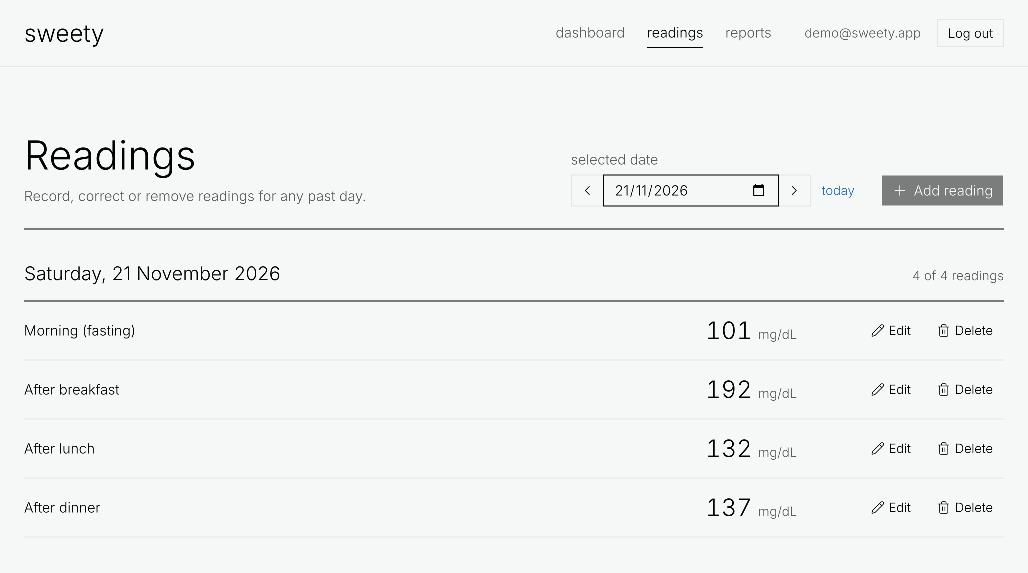 sweety
dashboard readings reports demo@sweety.app Log out
Readings
Record, correct or remove readings for any past day.
selected date
21/11/2026 today + Add reading
Saturday, 21 November 2026 4 of 4 readings
Morning (fasting) 101 mg/dL Edit Delete
After breakfast 192 mg/dL Edit Delete
After lunch 132 mg/dL Edit Delete
After dinner 137 mg/dL Edit Delete